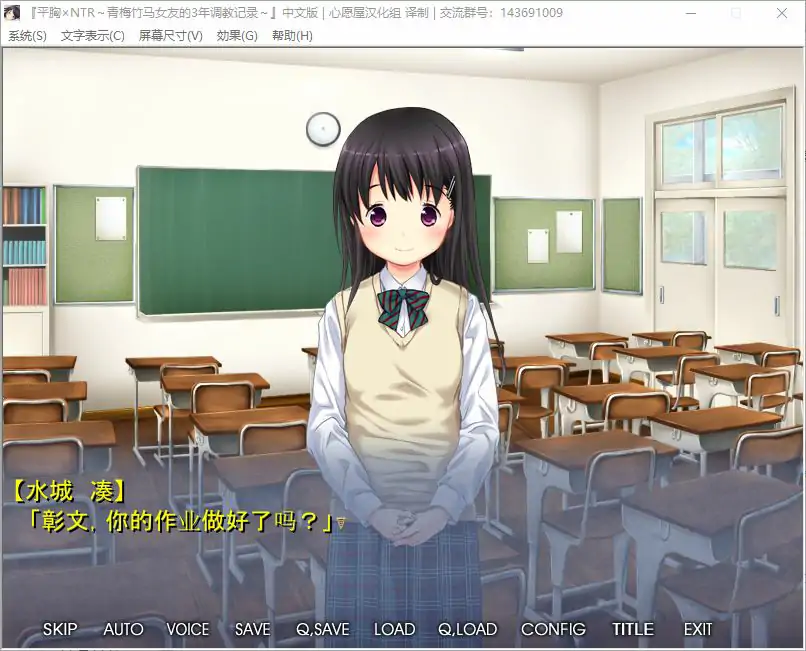 『平胸×NTR～青梅竹马女友的3年调教记录～』中文版 | 心愿屋汉化组 译制 | 交流群号：143691009
系统(S) 文字表示(C) 屏幕尺寸(V) 效果(G) 帮助(H)
【水城 凑】
「彰文，你的作业做好了吗？」
SKIP AUTO VOICE SAVE Q,SAVE LOAD Q,LOAD CONFIG TITLE EXIT